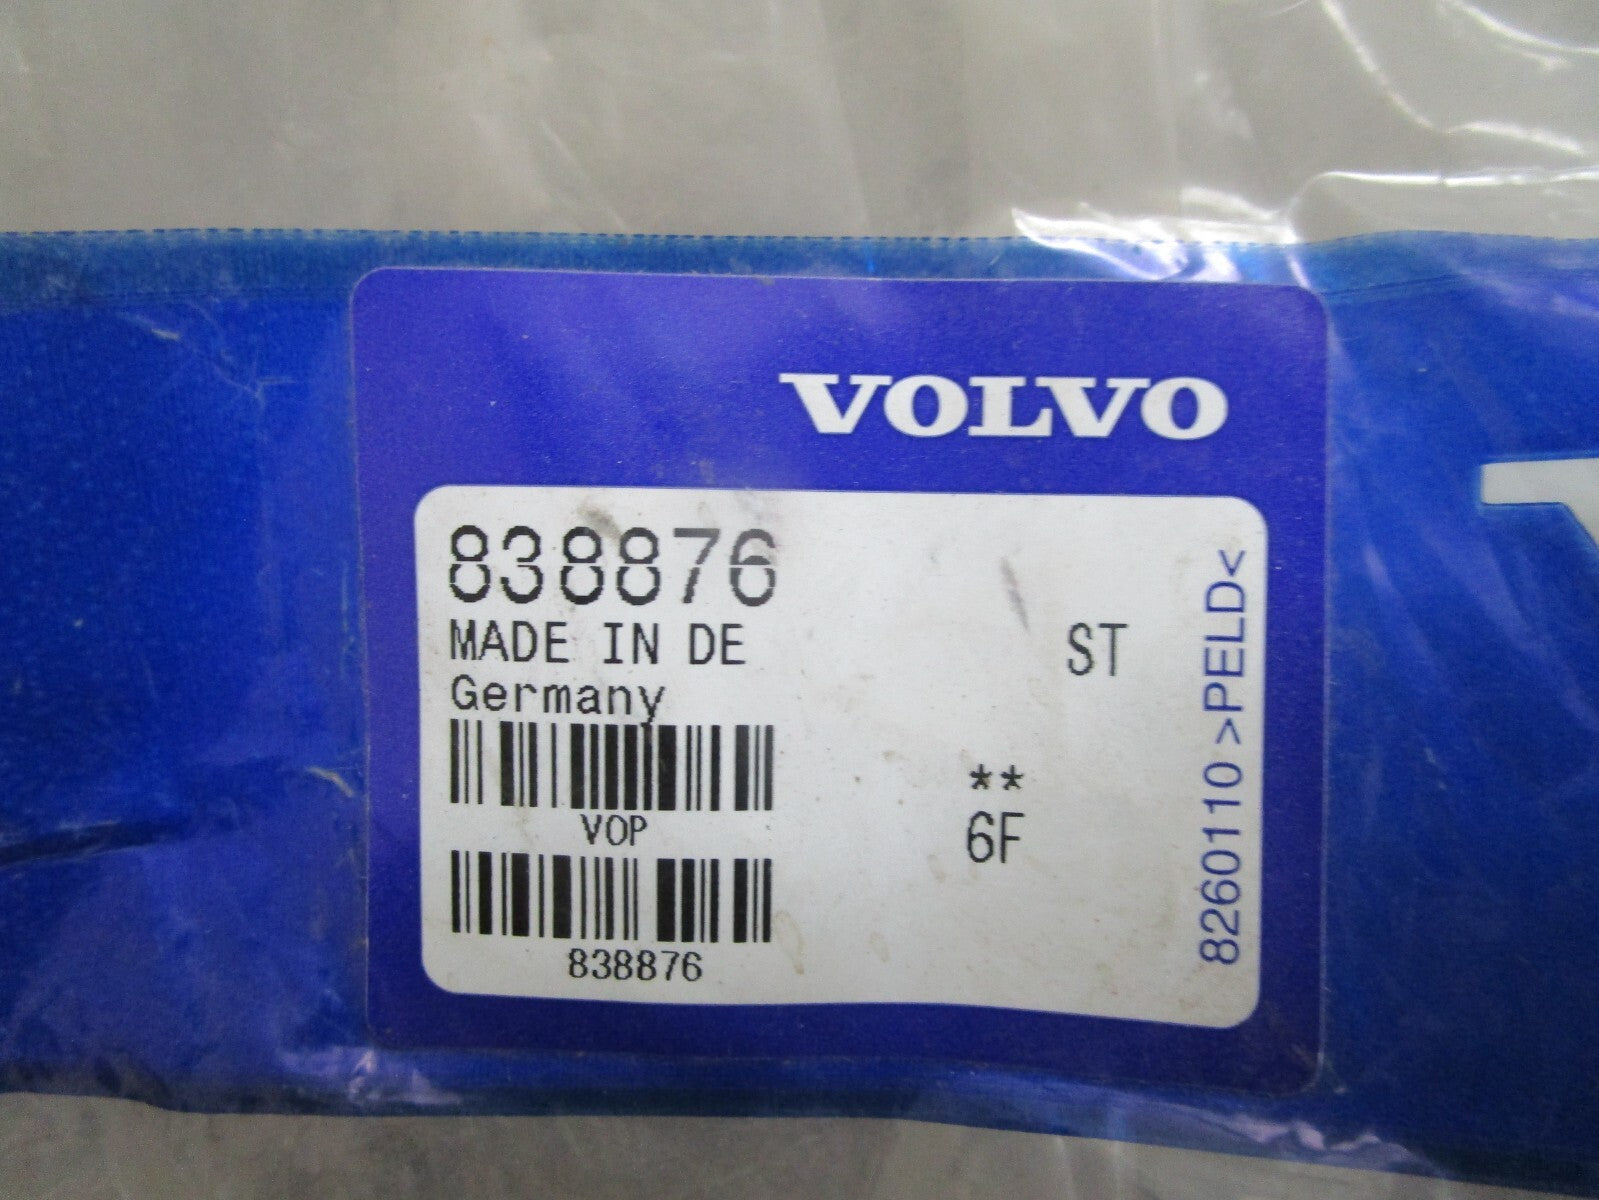 VOLVO
838876
MADE IN DE
ST
Germany
VOP
**
6F
838876
8260110 >PELD<